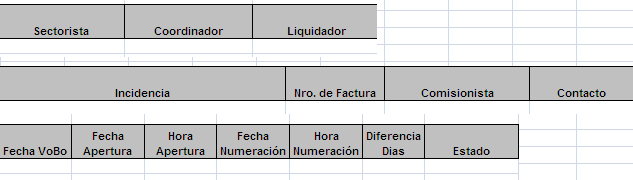 Sectorista Coordinador Liquidador
Incidencia Nro. de Factura Comisionista Contacto
Fecha Hora Fecha Hora Diferencia
Fecha VoBo Apertura Apertura Numeración Numeración Dias Estado